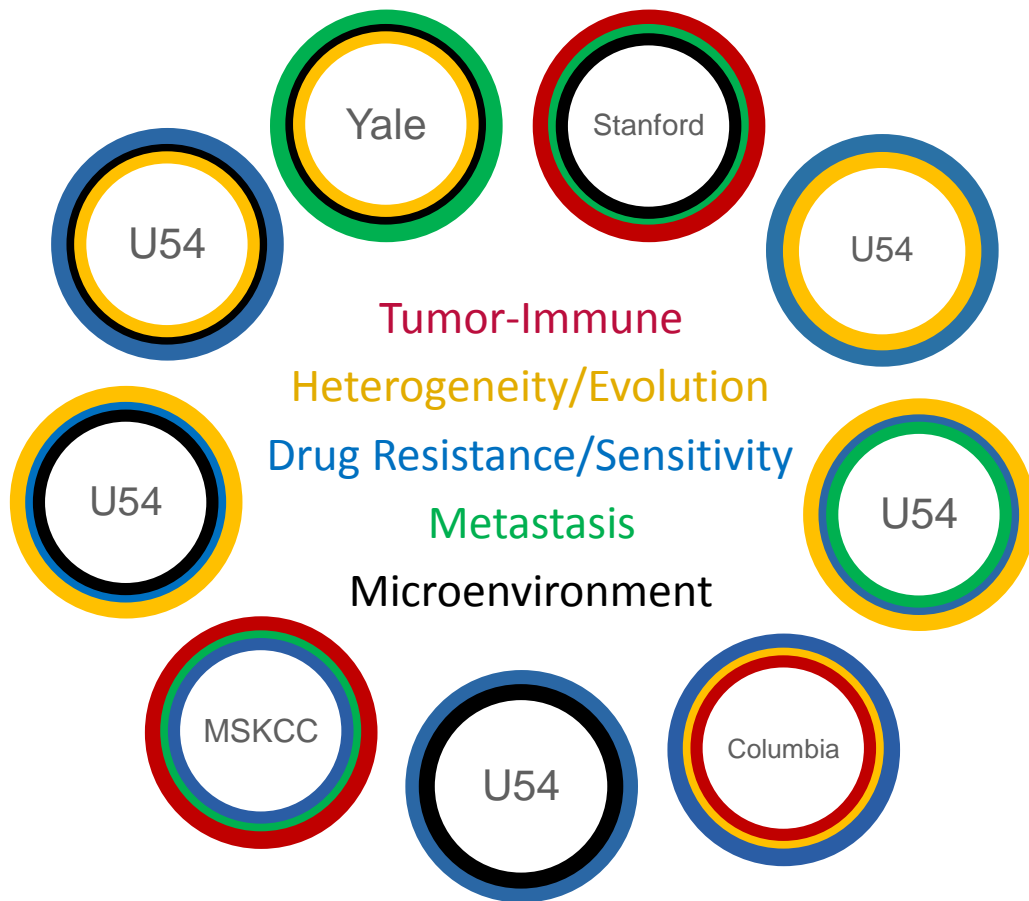 Yale
Stanford
U54
U54
Tumor-Immune
Heterogeneity/Evolution
Drug Resistance/Sensitivity
Metastasis
Microenvironment
U54
U54
MSKCC
U54
Columbia